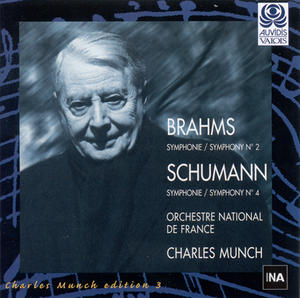 AUVIDIS
VALOIS
BRAHMS
SYMPHONIE / SYMPHONY N° 2
SCHUMANN
SYMPHONIE / SYMPHONY N° 4
ORCHESTRE NATIONAL
DE FRANCE
CHARLES MUNCH
Charles Munch edition 3
INA